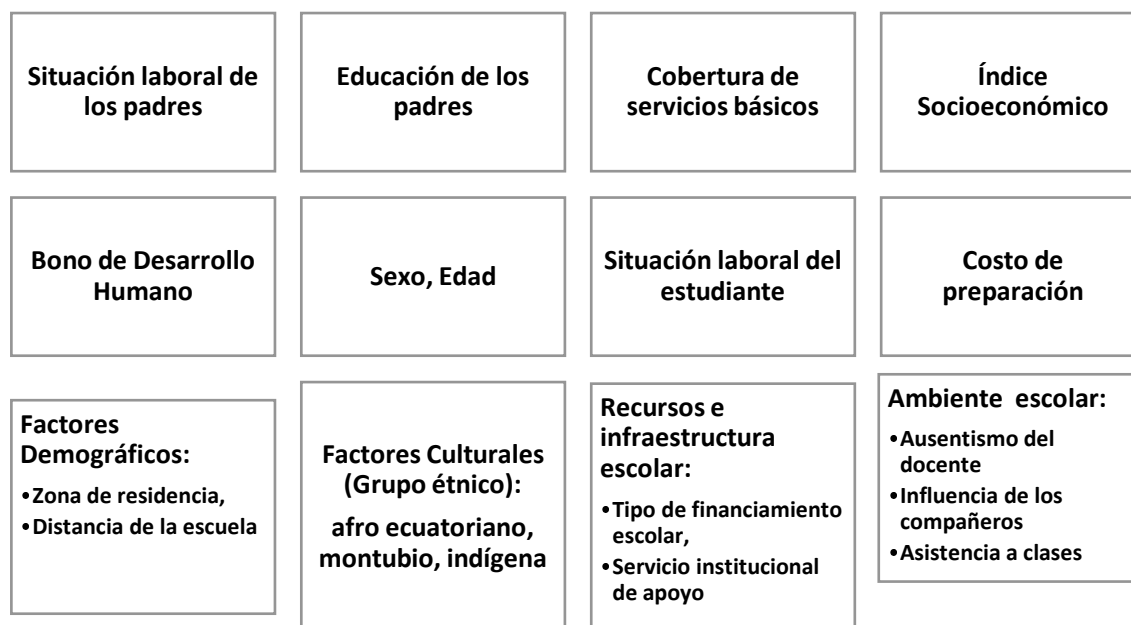 Situación laboral de
los padres
Educación de los
padres
Cobertura de
servicios básicos
Índice
Socioeconómico
Bono de Desarrollo
Humano
Sexo, Edad
Situación laboral del
estudiante
Costo de
preparación
Factores
Demográficos:
•Zona de residencia,
•Distancia de la escuela
Factores Culturales
(Grupo étnico):
afro ecuatoriano,
montubio, indígena
Recursos e
infraestructura
escolar:
•Tipo de financiamiento
escolar,
•Servicio institucional
de apoyo
Ambiente escolar:
•Ausentismo del
docente
•Influencia de los
compañeros
•Asistencia a clases